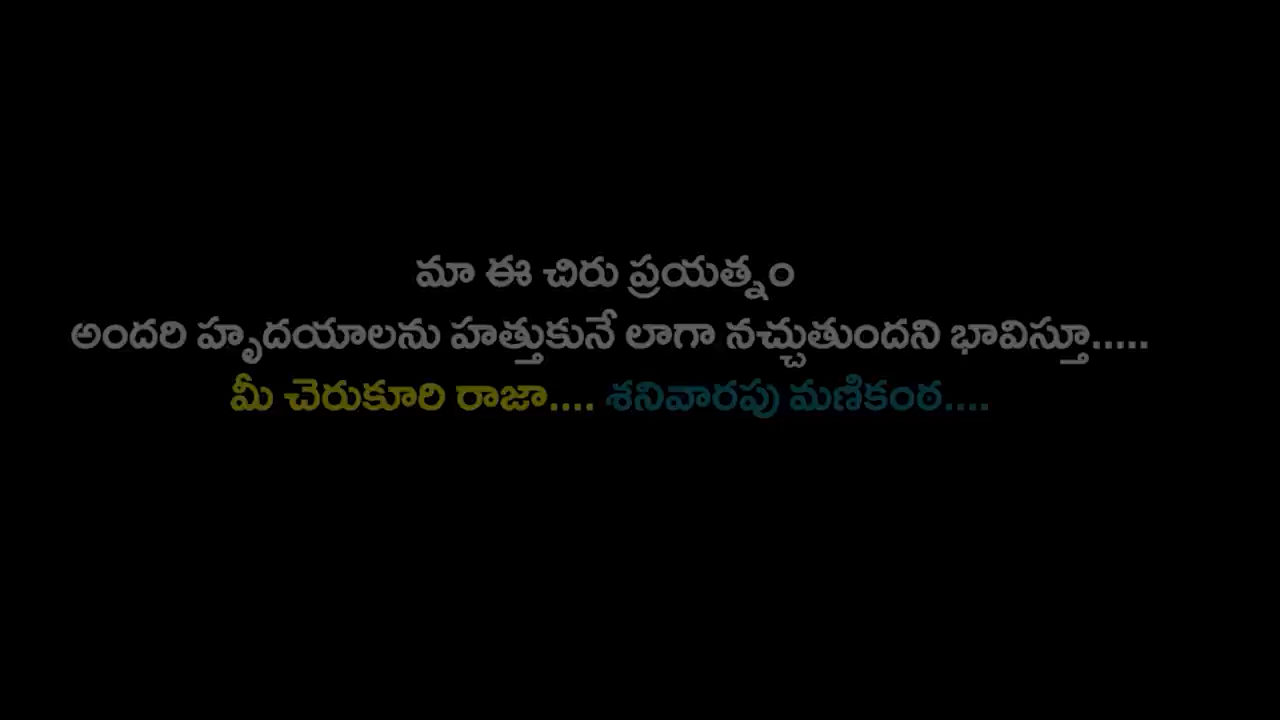 మా ఈ చిరు ప్రయత్నం
అందరి హృదయాలను హత్తుకునే లాగా నచ్చుతుందని భావిస్తూ.....
మీ చెరుకూరి రాజా.... శనివారపు మణికంఠ....